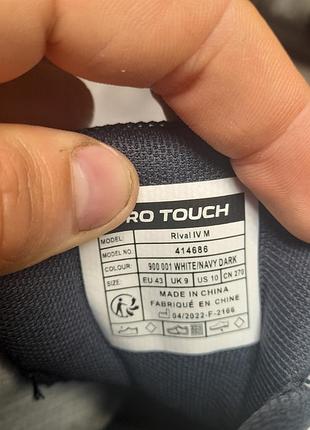 RO TOUCH
MODEL: Rival IV M
MODEL NO.: 414686
COLOUR: 900 001 WHITE/NAVY DARK
SIZE: EU 43 UK 9 US 10 CN 270
MADE IN CHINA
FABRIQUÉ EN CHINE
04/2022-F-2166